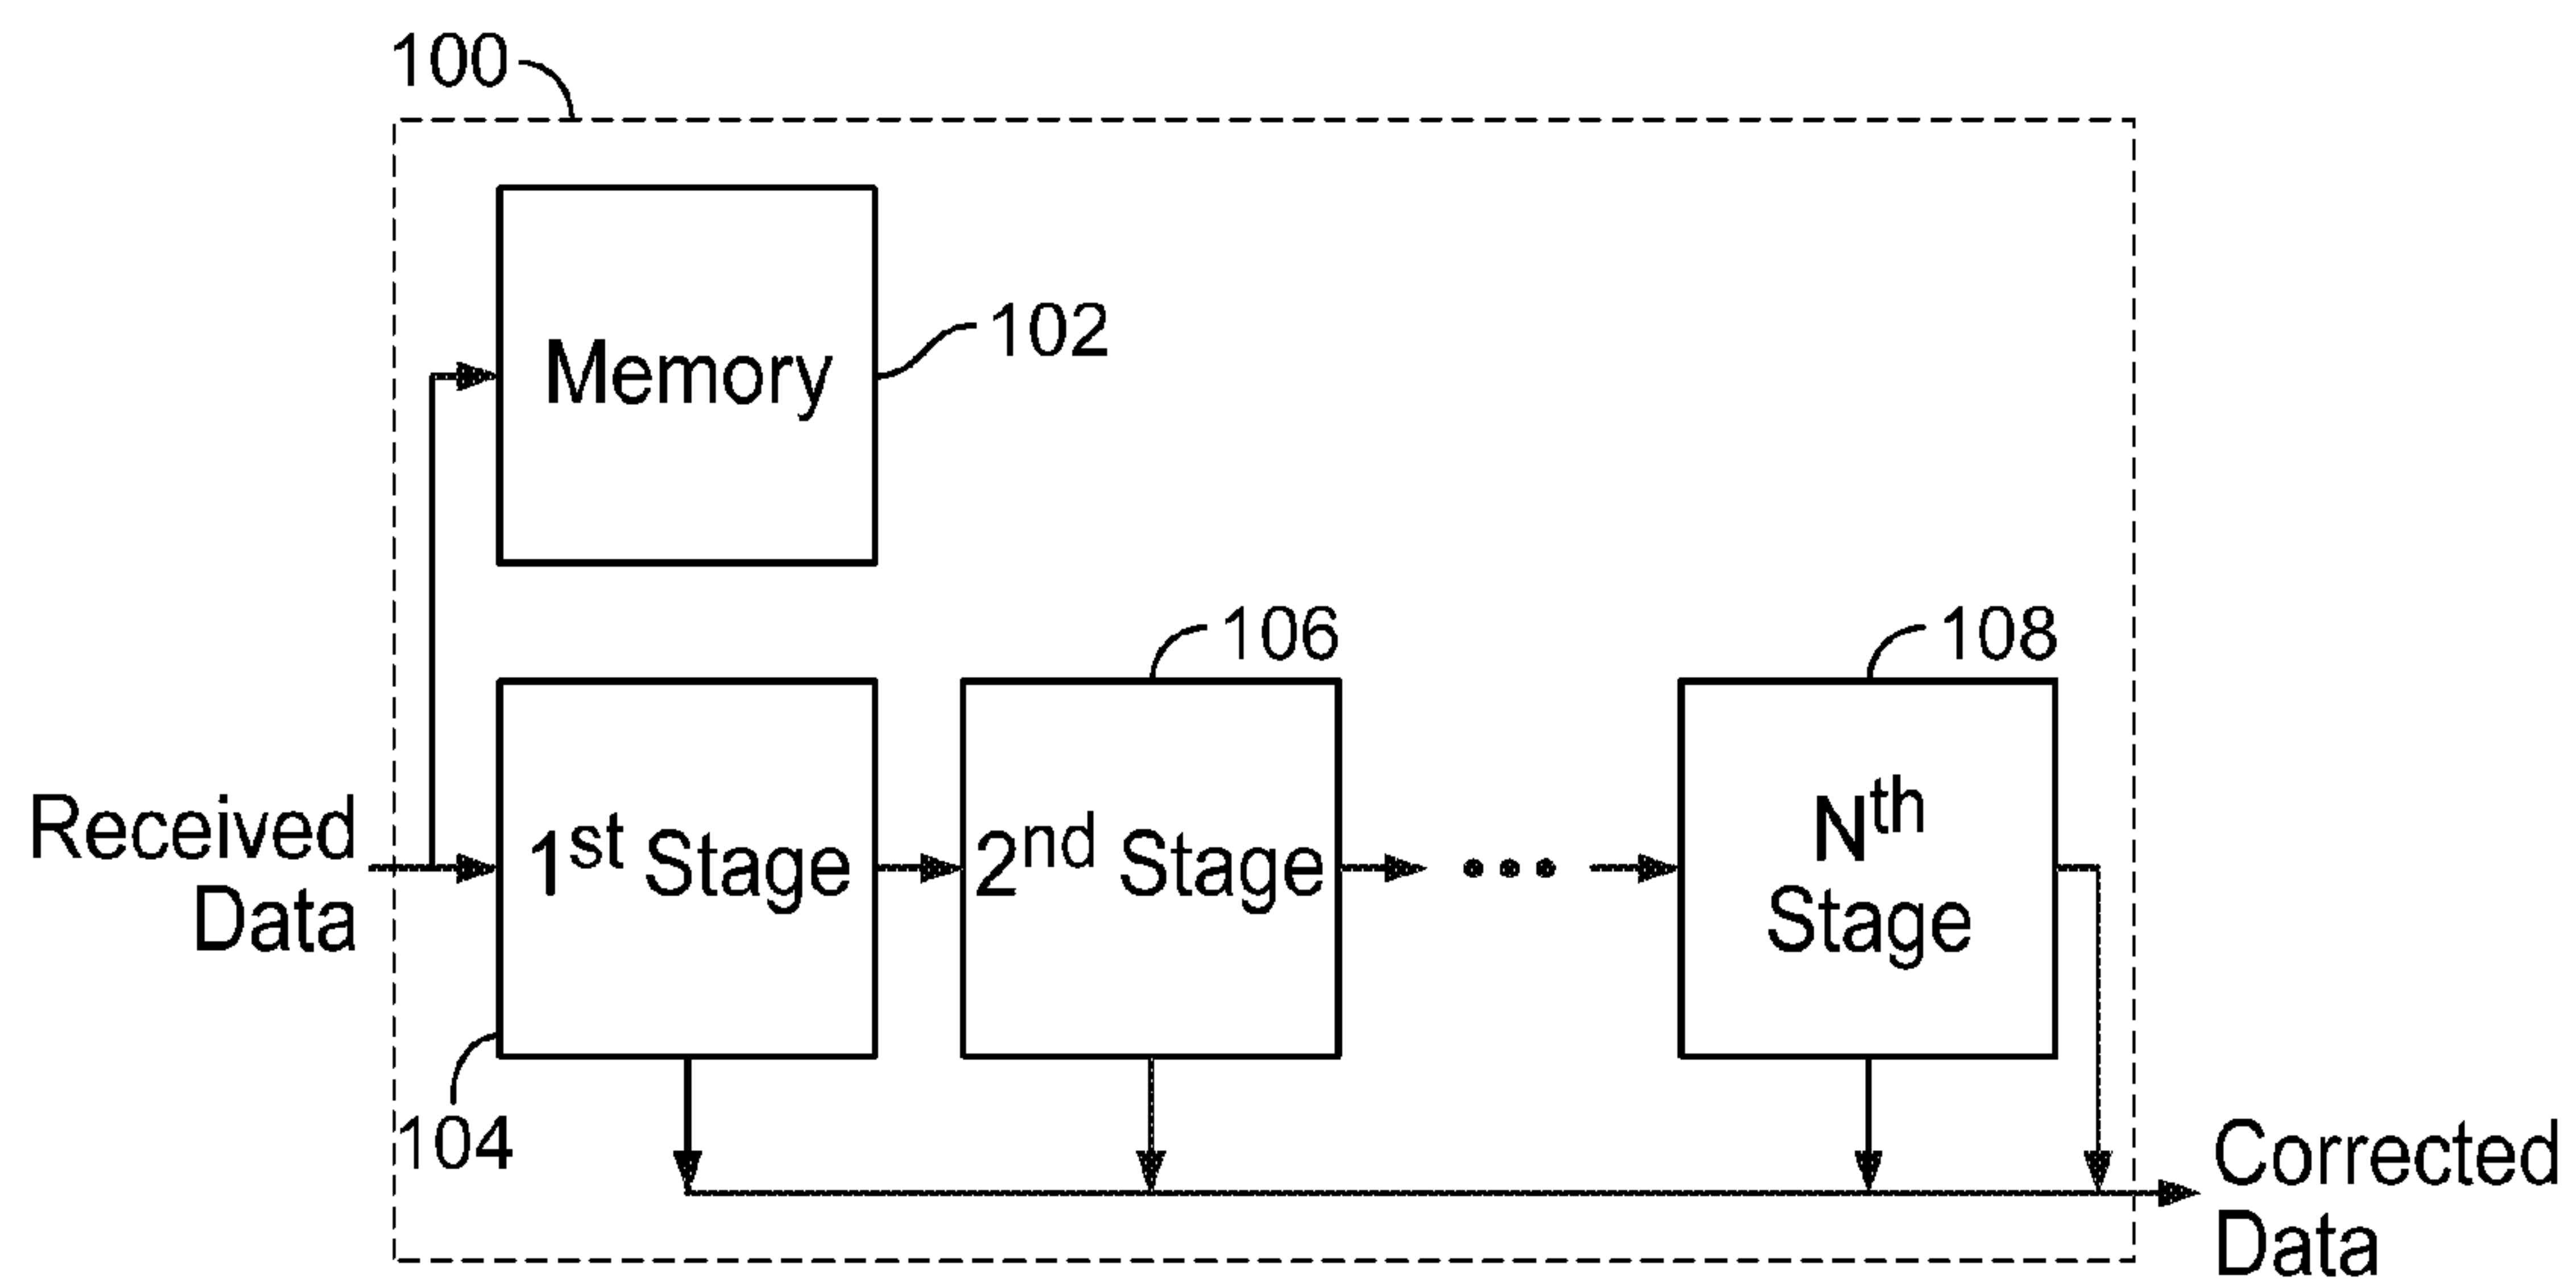 100
Memory
102
106
108
Received
Data
1st Stage
2nd Stage
Nth
Stage
104
Corrected
Data